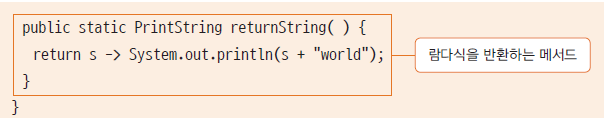 public static PrintString returnString( ) {
return s -> System.out.println(s + "world");
}
람다식을 반환하는 메서드
}